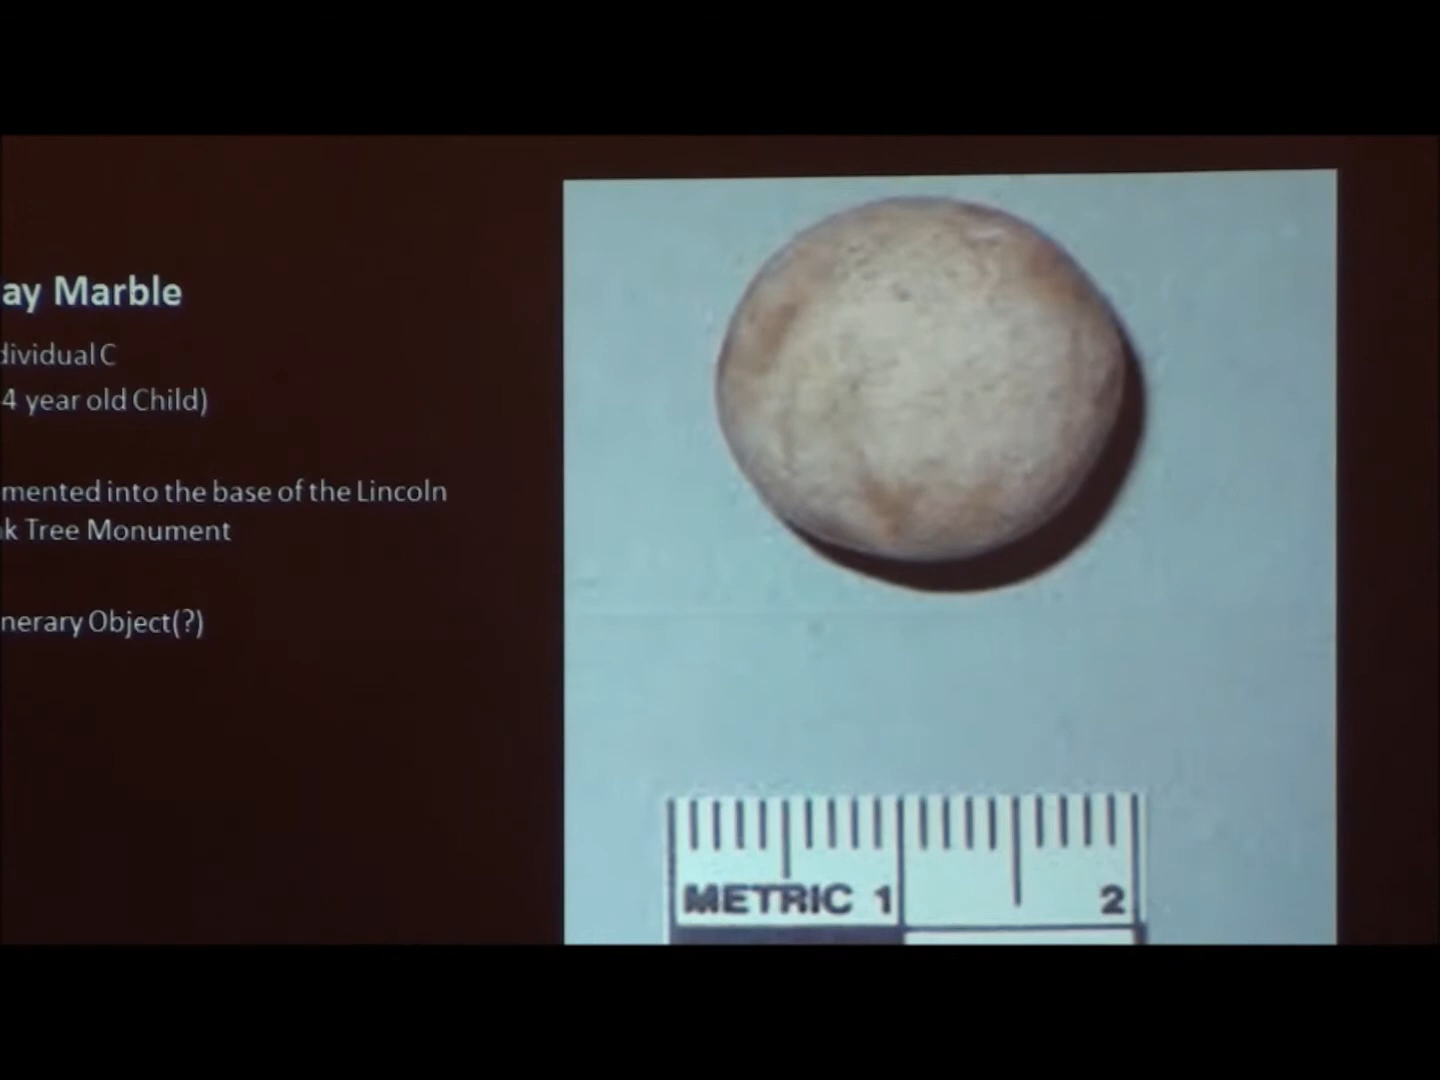 ay Marble
dividual C
4 year old Child)
mented into the base of the Lincoln
k Tree Monument
nerary Object(?)
METRIC 1 2